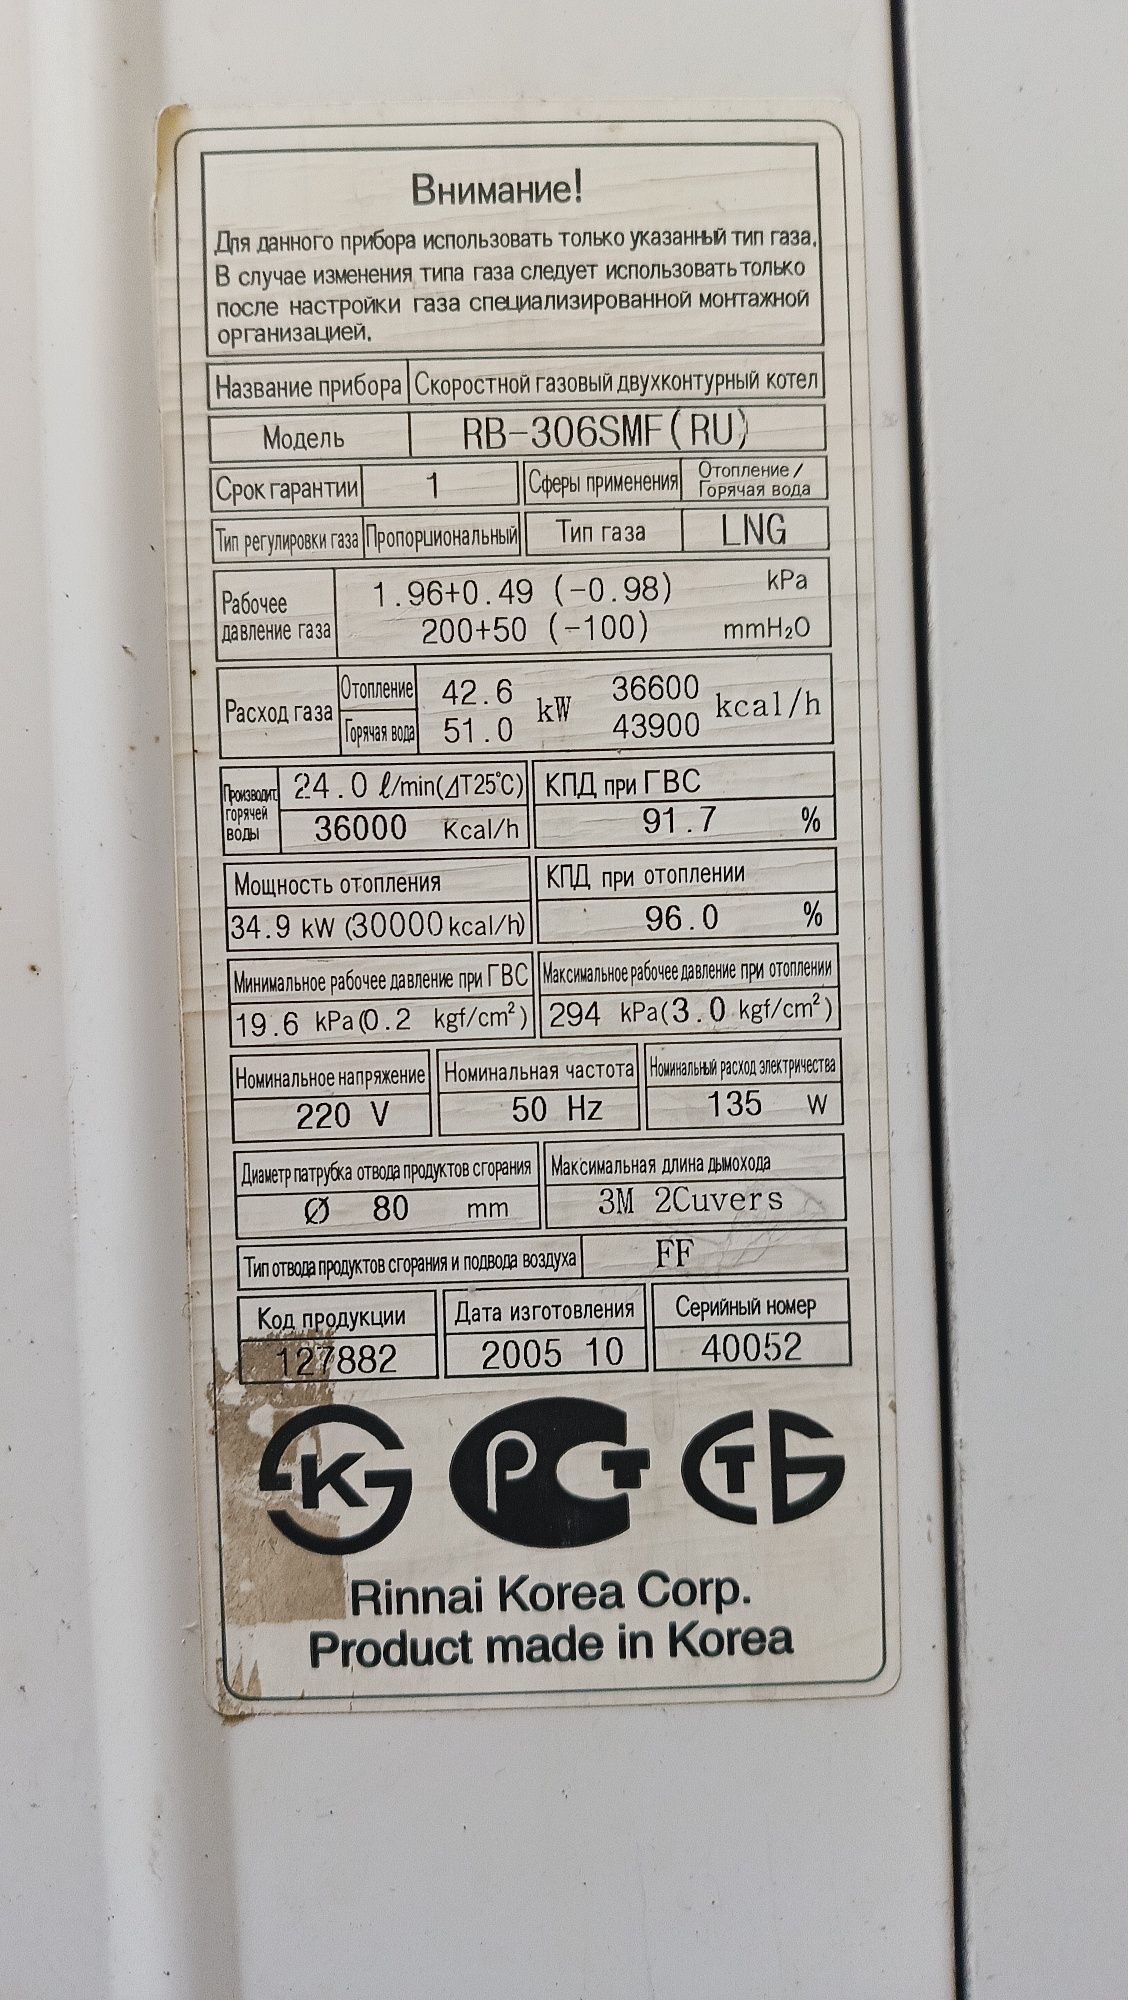 Внимание!
Для данного прибора использовать только указанный тип газа.
В случае изменения типа газа следует использовать только
после настройки газа специализированной монтажной
организацией.
Название прибора Скоростной газовый двухконтурный котел
Модель RB-306SMF(RU)
Срок гарантии 1 Сферы применения Отопление/
Горячая вода
Тип регулировки газа Пропорциональный Тип газа LNG
Рабочее
давление газа
1.96+0.49 (-0.98) kPa
200+50 (-100) mmH₂O
Расход газа
Отопление 42.6 kW 36600 kcal/h
Горячая вода 51.0 43900
Производит.
горячей
воды
24.0 ℓ/min(⊿T25℃)
36000 Kcal/h
КПД при ГВС
91.7 %
Мощность отопления
34.9 kW (30000kcal/h)
КПД при отоплении
96.0 %
Минимальное рабочее давление при ГВС
19.6 kPa(0.2 kgf/cm²)
Максимальное рабочее давление при отоплении
294 kPa(3.0 kgf/cm²)
Номинальное напряжение Номинальная частота Номинальный расход электричества
220 V 50 Hz 135 W
Диаметр патрубка отвода продуктов сгорания Максимальная длина дымохода
Ø 80 mm 3M 2Cuvers
Тип отвода продуктов сгорания и подвода воздуха FF
Код продукции Дата изготовления Серийный номер
127882 2005 10 40052
K РСТ СТБ
Rinnai Korea Corp.
Product made in Korea